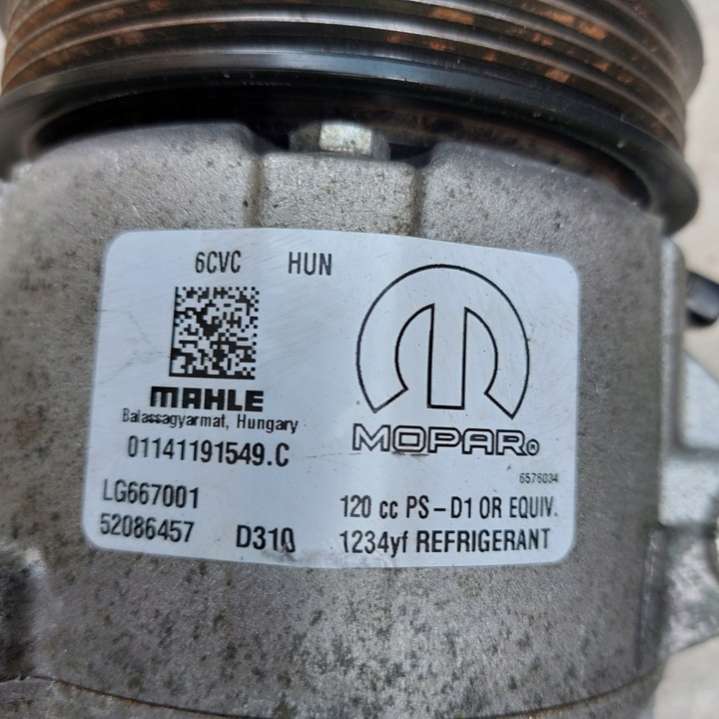 6CVC HUN
MAHLE
Balassagyarmat, Hungary
01141191549.C
MOPAR®
6576034
LG667001
120 cc PS-D1 OR EQUIV.
52086457 D310
1234yf REFRIGERANT